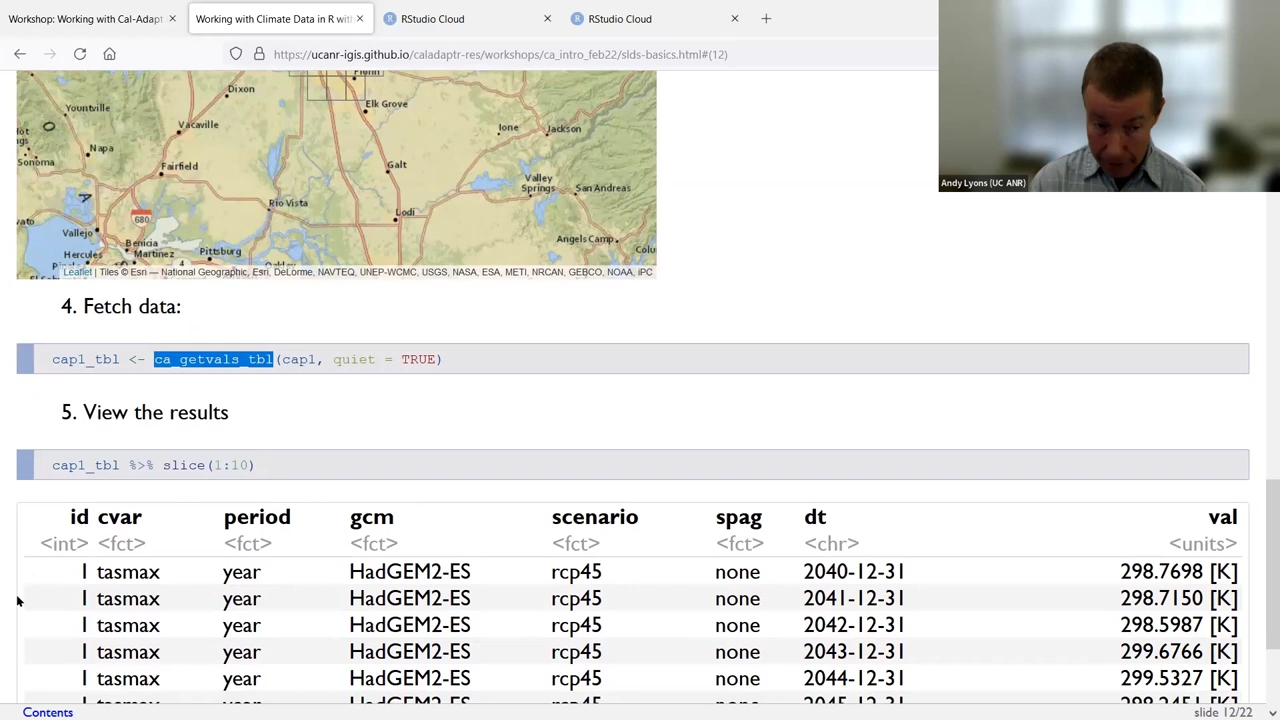 Workshop: Working with Cal-Adapt
Working with Climate Data in R with
RStudio Cloud
RStudio Cloud
https://ucanr-igis.github.io/caladaptr-res/workshops/ca_intro_feb22/slds-basics.html#(12)
Dixon
Elk Grove
Yountville
Vacaville
Ione
Jackson
Napa
Sonoma
Fairfield
Galt
Valley
Springs
San Andreas
Rio Vista
Lodi
680
Vallejo
Benicia
Hercules
Martinez
Pittsburg
Angels Camp
Leaflet | Tiles © Esri — National Geographic, Esri, DeLorme, NAVTEQ, UNEP-WCMC, USGS, NASA, ESA, METI, NRCAN, GEBCO, NOAA, iPC
Andy Lyons (UC ANR)
4. Fetch data:
cap1_tbl <- ca_getvals_tbl(cap1, quiet = TRUE)
5. View the results
cap1_tbl %>% slice(1:10)
id cvar period gcm scenario spag dt val
<int> <fct> <fct> <fct> <fct> <fct> <chr> <units>
1 tasmax year HadGEM2-ES rcp45 none 2040-12-31 298.7698 [K]
1 tasmax year HadGEM2-ES rcp45 none 2041-12-31 298.7150 [K]
1 tasmax year HadGEM2-ES rcp45 none 2042-12-31 298.5987 [K]
1 tasmax year HadGEM2-ES rcp45 none 2043-12-31 299.6766 [K]
1 tasmax year HadGEM2-ES rcp45 none 2044-12-31 299.5327 [K]
Contents
slide 12/22